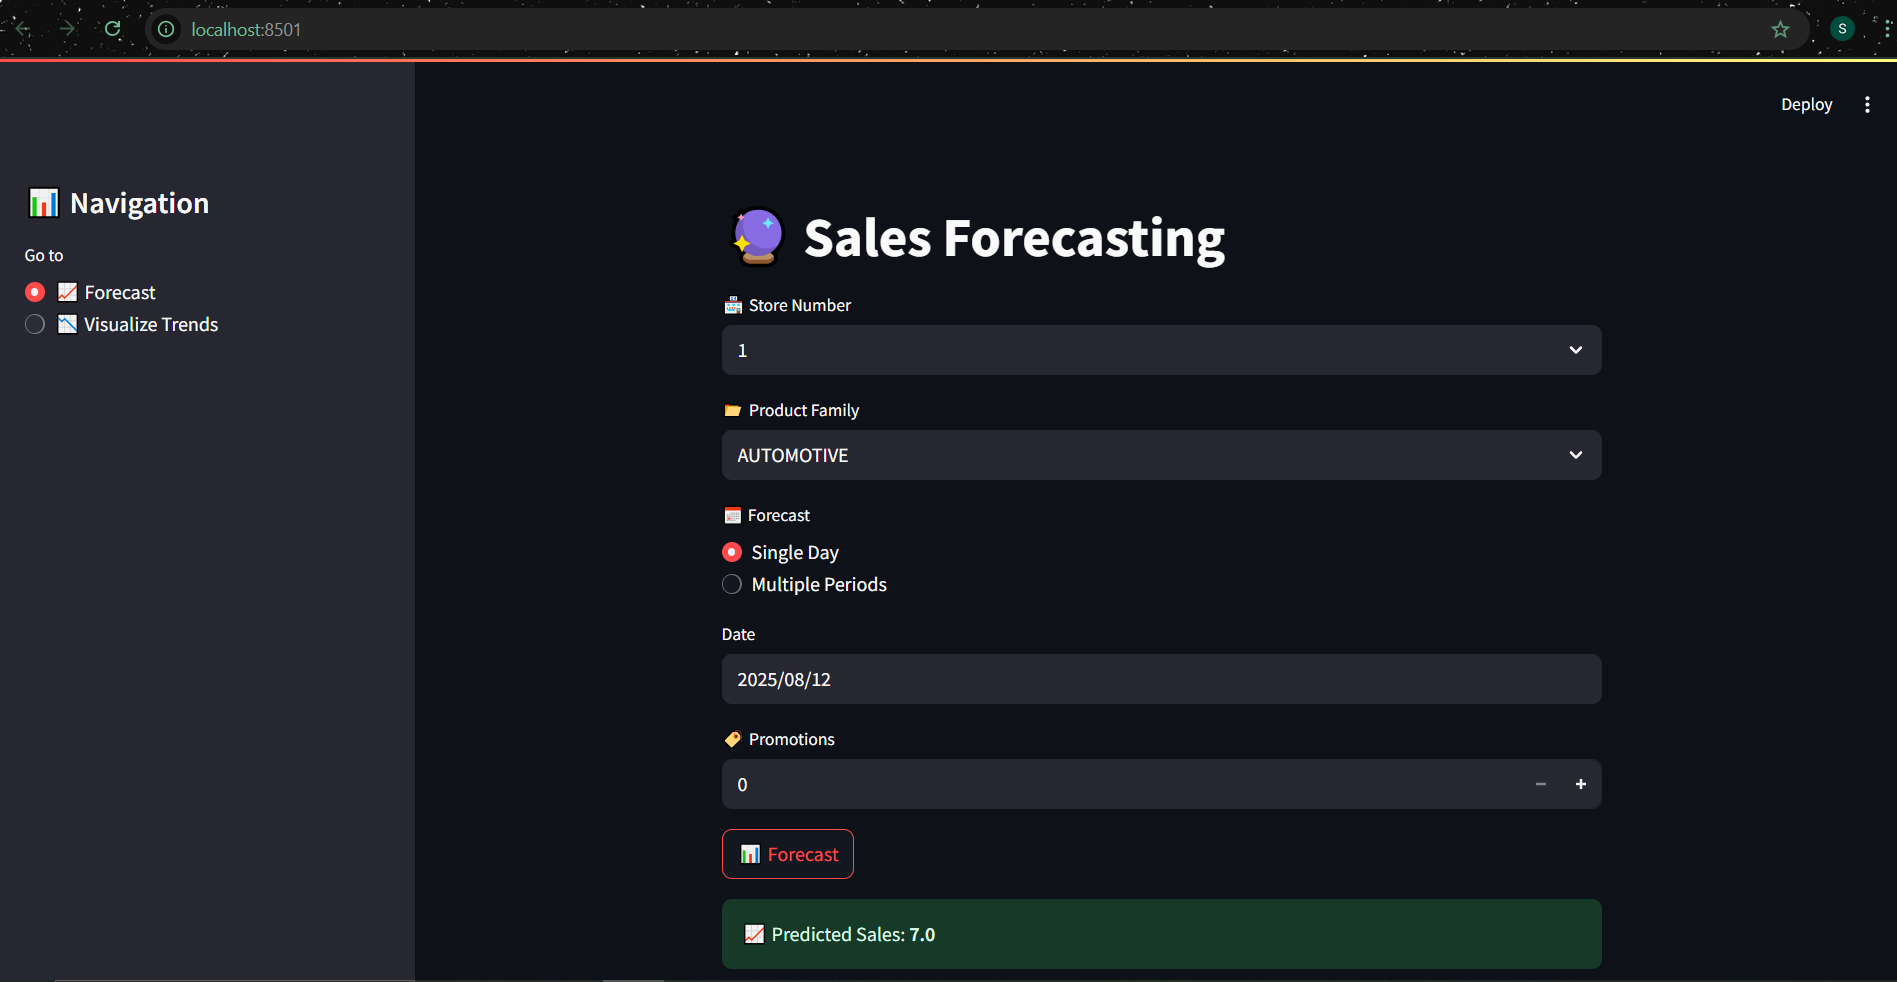 localhost:8501
S
Deploy
Navigation
Go to
Forecast
Visualize Trends
Sales Forecasting
Store Number
1
Product Family
AUTOMOTIVE
Forecast
Single Day
Multiple Periods
Date
2025/08/12
Promotions
0
Forecast
Predicted Sales: 7.0